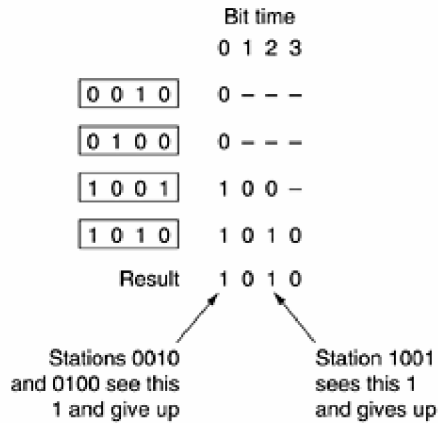 Bit time
0 1 2 3
0 0 1 0 0 – – –
0 1 0 0 0 – – –
1 0 0 1 1 0 0 –
1 0 1 0 1 0 1 0
Result 1 0 1 0
Stations 0010
and 0100 see this
1 and give up
Station 1001
sees this 1
and gives up